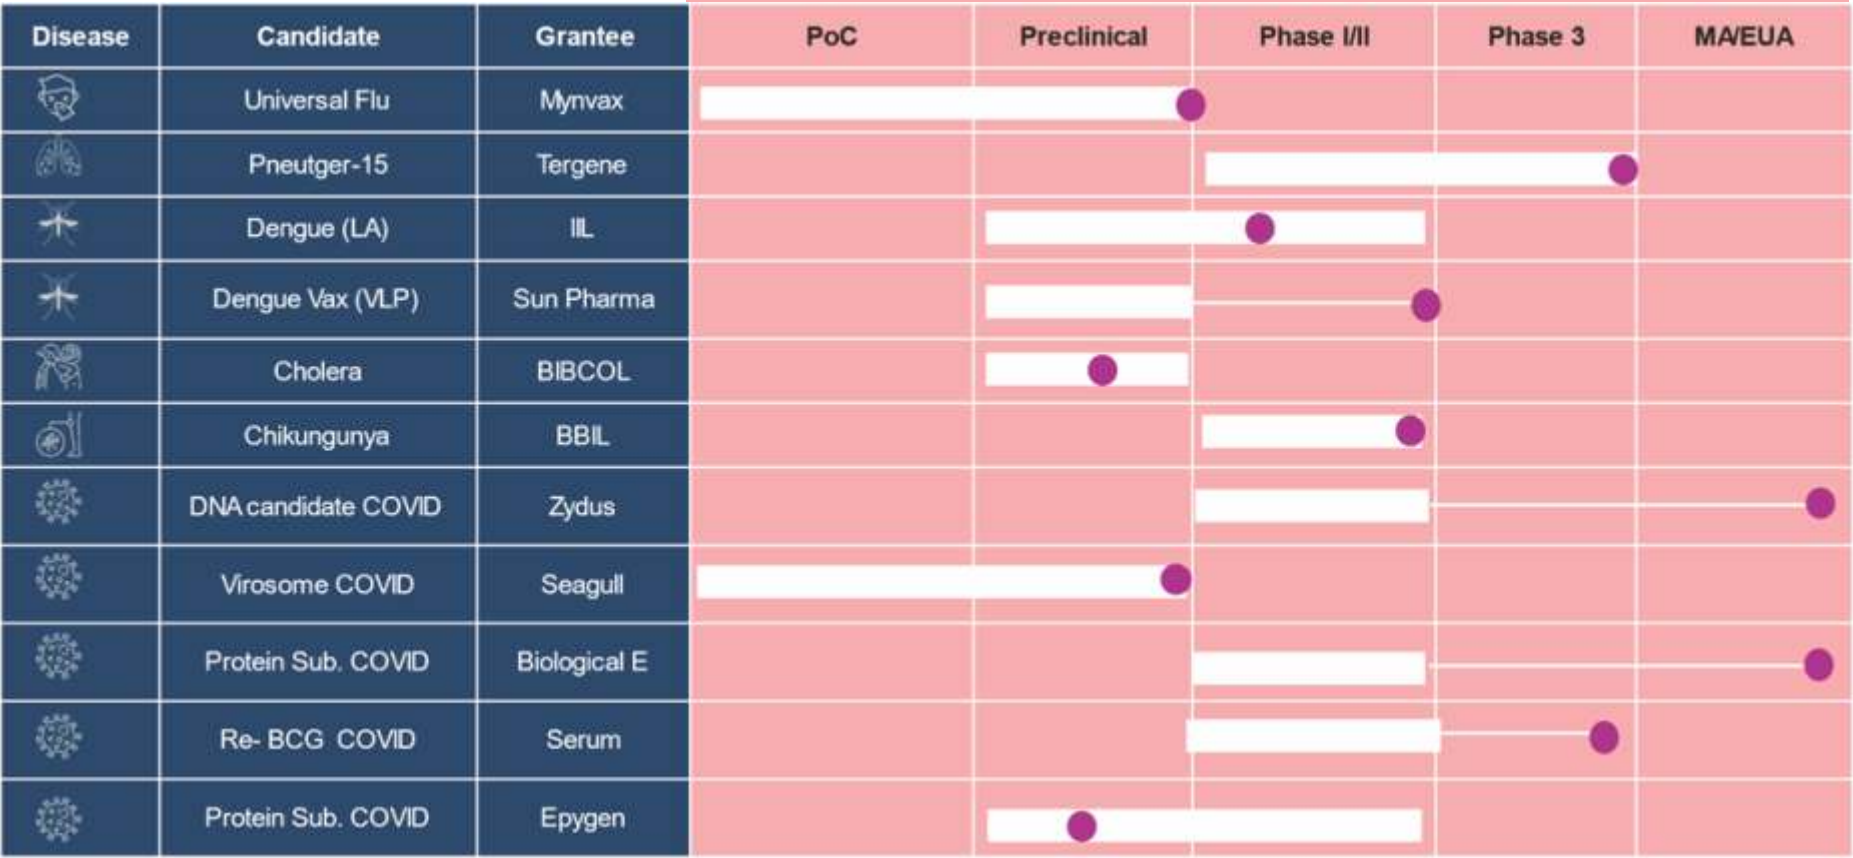 Disease Candidate Grantee PoC Preclinical Phase I/II Phase 3 MA/EUA
Universal Flu Mynvax
Pneutger-15 Tergene
Dengue (LA) IIL
Dengue Vax (VLP) Sun Pharma
Cholera BIBCOL
Chikungunya BBIL
DNA candidate COVID Zydus
Virosome COVID Seagull
Protein Sub. COVID Biological E
Re- BCG COVID Serum
Protein Sub. COVID Epygen